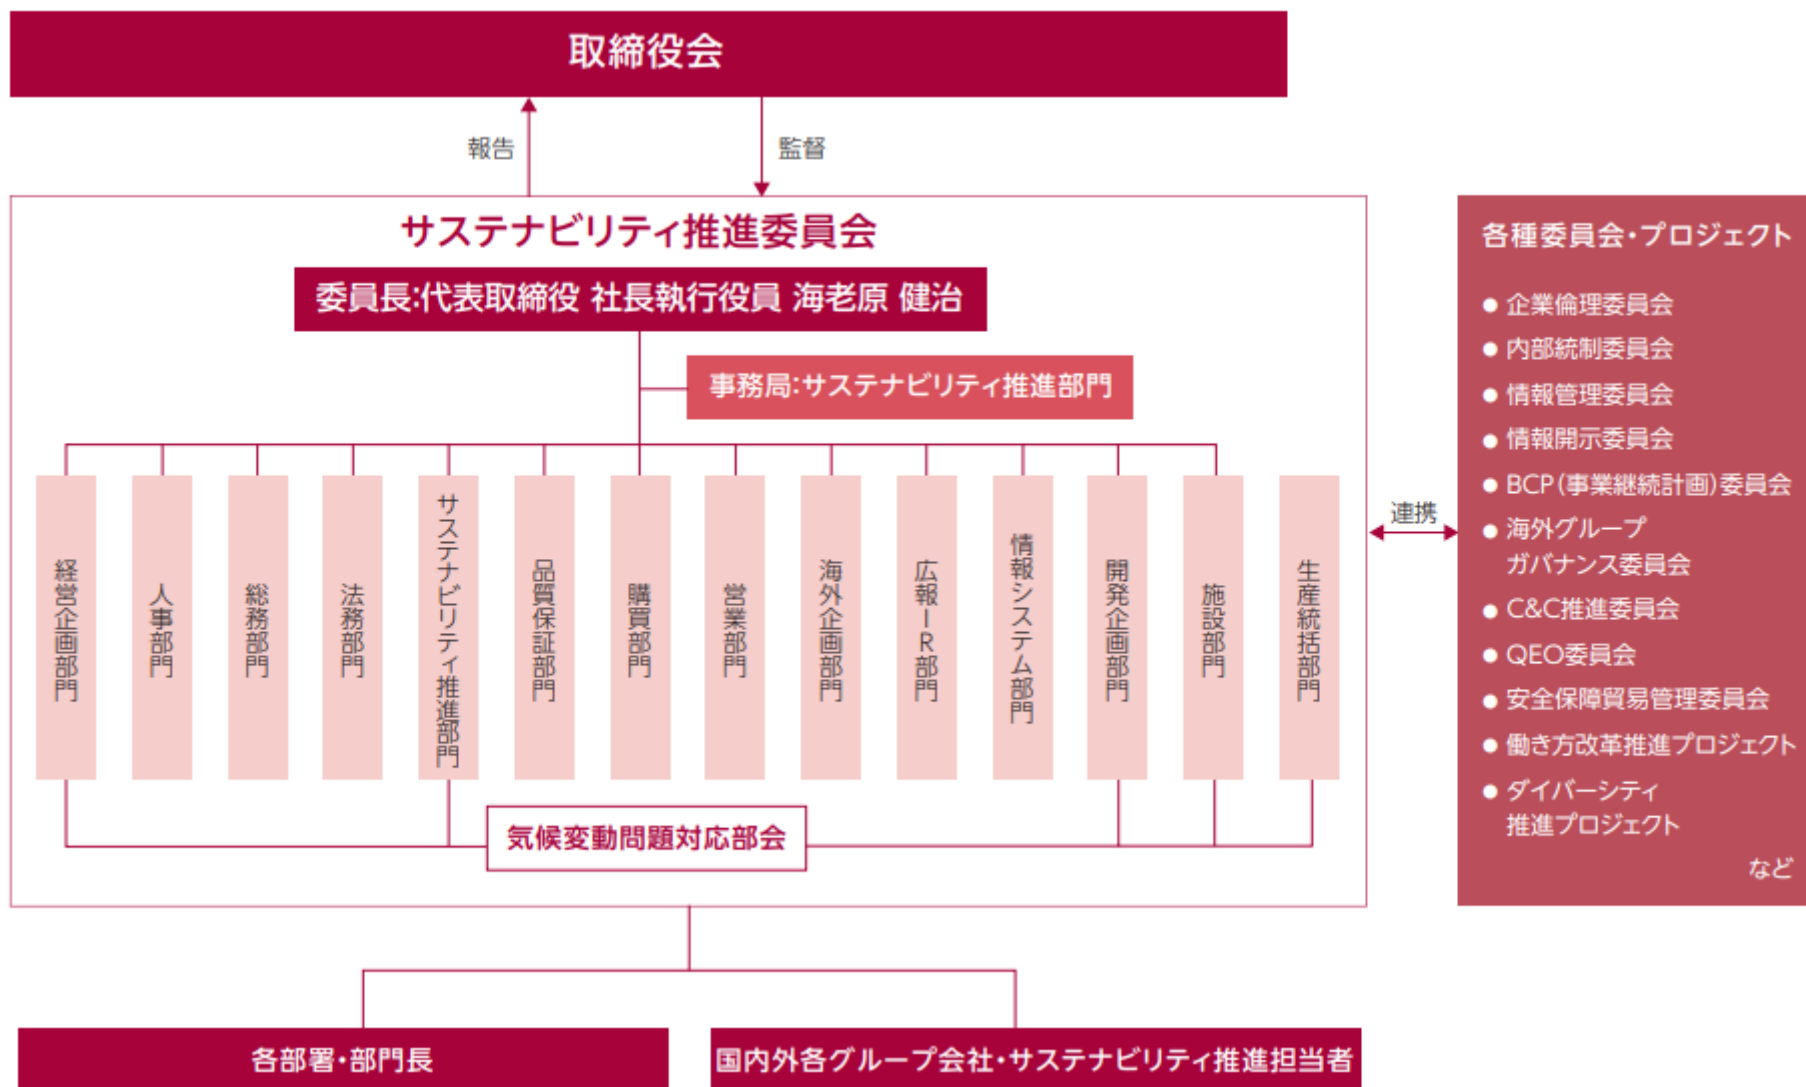 取締役会
報告
監督
サステナビリティ推進委員会
委員長:代表取締役 社長執行役員 海老原 健治
事務局:サステナビリティ推進部門
経営企画部門
人事部門
総務部門
法務部門
サステナビリティ推進部門
品質保証部門
購買部門
営業部門
海外企画部門
広報IR部門
情報システム部門
開発企画部門
施設部門
生産統括部門
気候変動問題対応部会
連携
各種委員会・プロジェクト
● 企業倫理委員会
● 内部統制委員会
● 情報管理委員会
● 情報開示委員会
● BCP(事業継続計画)委員会
● 海外グループ
ガバナンス委員会
● C&C推進委員会
● QEO委員会
● 安全保障貿易管理委員会
● 働き方改革推進プロジェクト
● ダイバーシティ
推進プロジェクト
など
各部署・部門長
国内外各グループ会社・サステナビリティ推進担当者